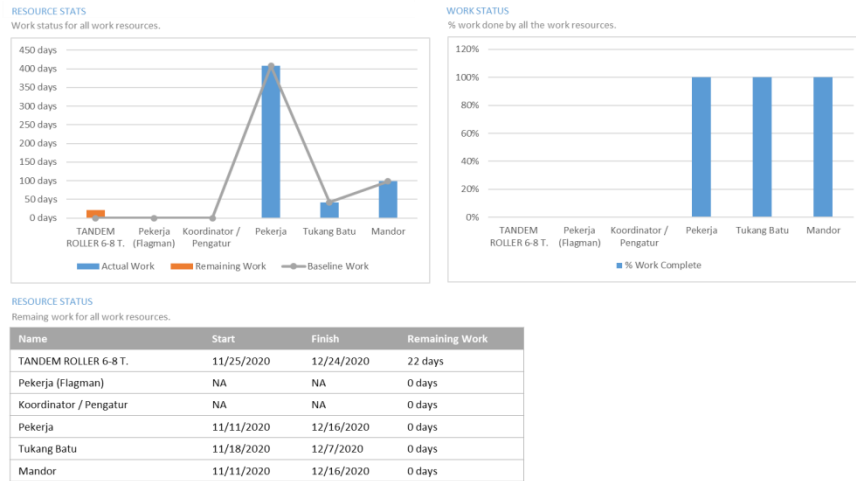 RESOURCE STATS
Work status for all work resources.
450 days
400 days
350 days
300 days
250 days
200 days
150 days
100 days
50 days
0 days
TANDEM ROLLER 6-8 T.
Pekerja (Flagman)
Koordinator / Pengatur
Pekerja
Tukang Batu
Mandor
Actual Work Remaining Work Baseline Work
WORK STATUS
% work done by all the work resources.
120%
100%
80%
60%
40%
20%
0%
TANDEM ROLLER 6-8 T.
Pekerja (Flagman)
Koordinator / Pengatur
Pekerja
Tukang Batu
Mandor
% Work Complete
RESOURCE STATUS
Remaing work for all work resources.
Name Start Finish Remaining Work
TANDEM ROLLER 6-8 T. 11/25/2020 12/24/2020 22 days
Pekerja (Flagman) NA NA 0 days
Koordinator / Pengatur NA NA 0 days
Pekerja 11/11/2020 12/16/2020 0 days
Tukang Batu 11/18/2020 12/7/2020 0 days
Mandor 11/11/2020 12/16/2020 0 days